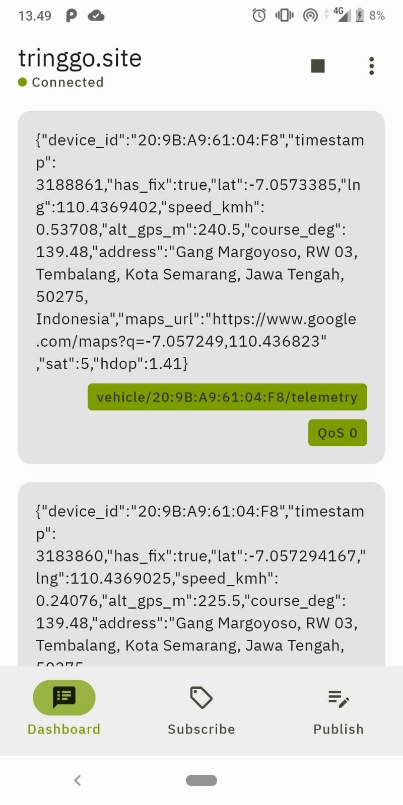 13.49
4G 8%
tringgo.site
Connected
{"device_id":"20:9B:A9:61:04:F8","timestam
p":
3188861,"has_fix":true,"lat":-7.0573385,"ln
g":110.4369402,"speed_kmh":
0.53708,"alt_gps_m":240.5,"course_deg":
139.48,"address":"Gang Margoyoso, RW 03,
Tembalang, Kota Semarang, Jawa Tengah,
50275,
Indonesia","maps_url":"https://www.google
.com/maps?q=-7.057249,110.436823"
,"sat":5,"hdop":1.41}
vehicle/20:9B:A9:61:04:F8/telemetry
QoS 0
{"device_id":"20:9B:A9:61:04:F8","timestam
p":
3183860,"has_fix":true,"lat":-7.057294167,"
lng":110.4369025,"speed_kmh":
0.24076,"alt_gps_m":225.5,"course_deg":
139.48,"address":"Gang Margoyoso, RW 03,
Tembalang, Kota Semarang, Jawa Tengah,
Dashboard
Subscribe
Publish